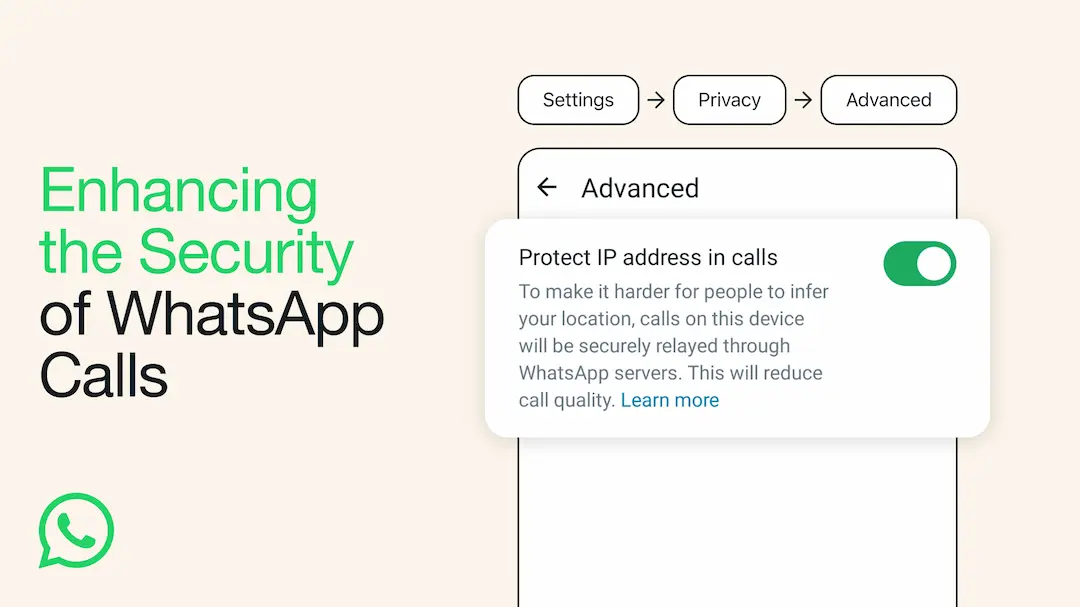 Enhancing
the Security
of WhatsApp
Calls
Settings → Privacy → Advanced
← Advanced
Protect IP address in calls
To make it harder for people to infer
your location, calls on this device
will be securely relayed through
WhatsApp servers. This will reduce
call quality. Learn more